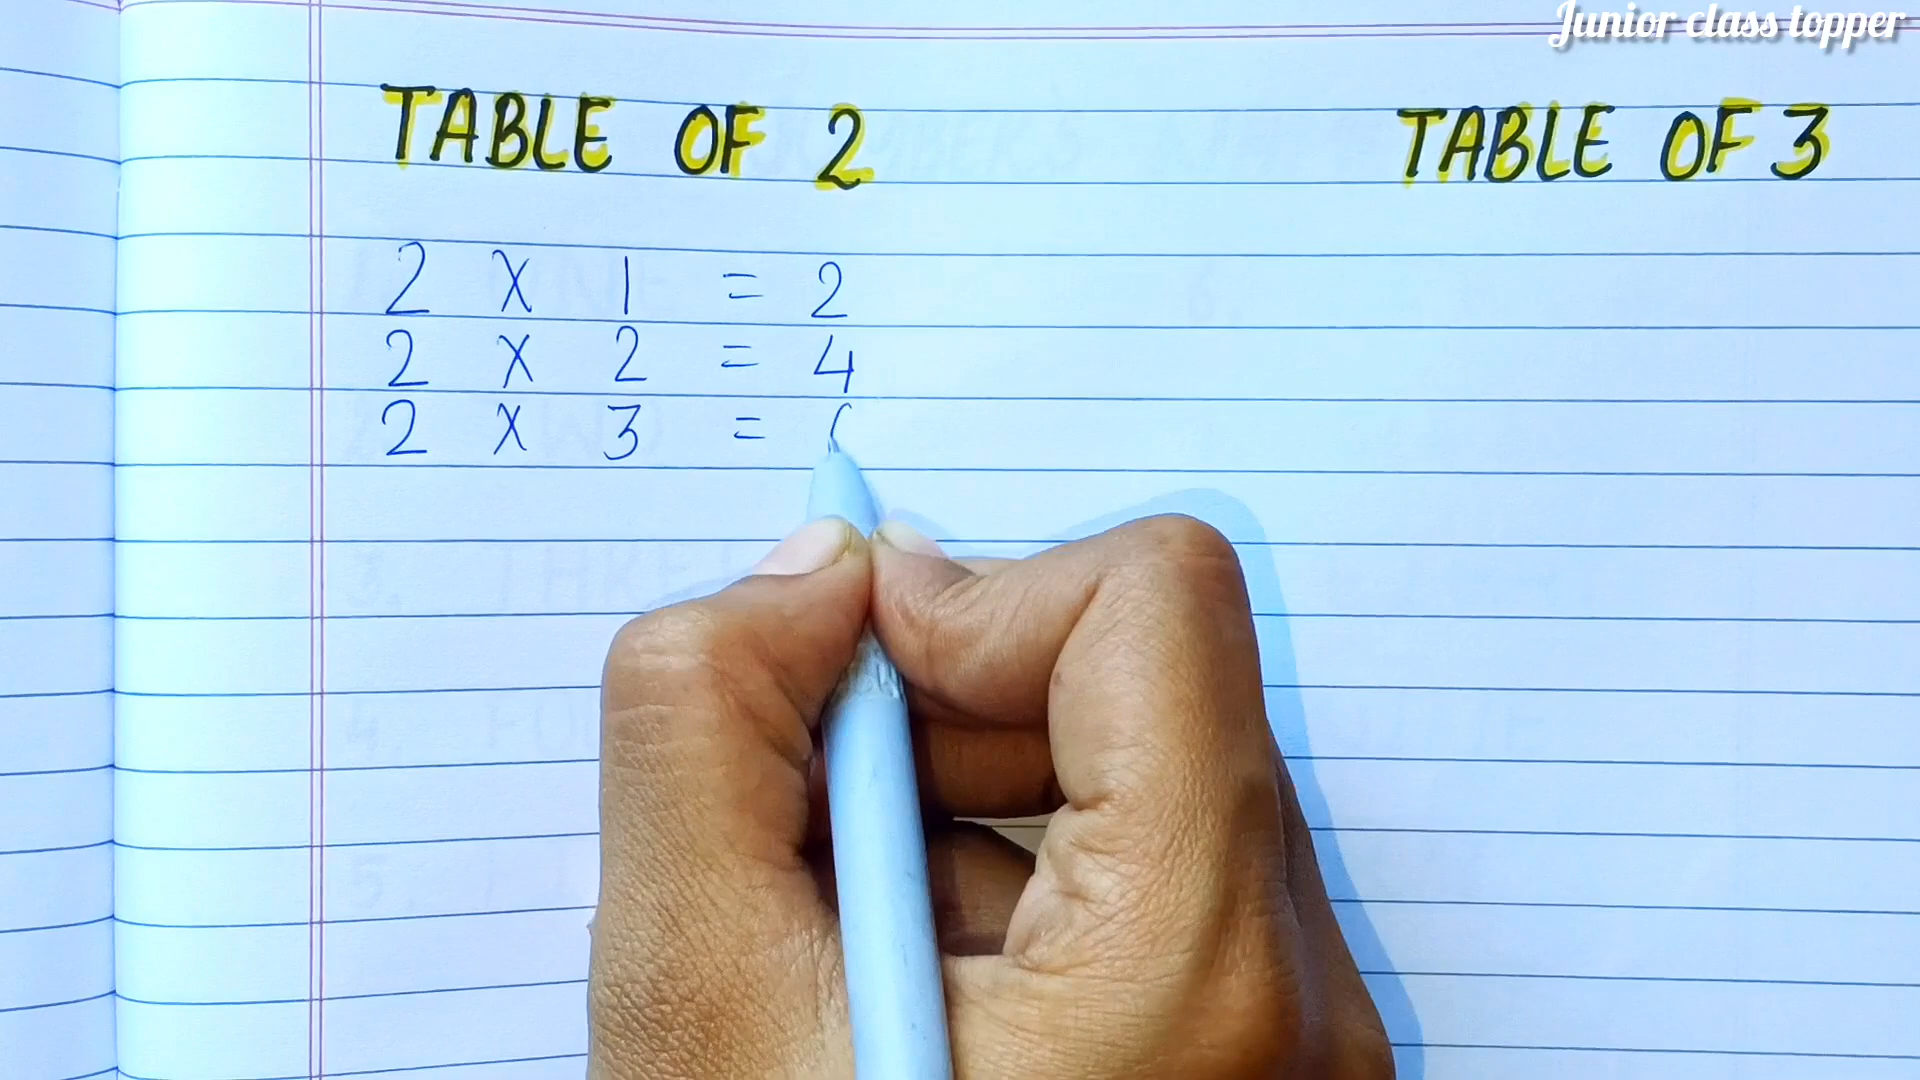 Junior class topper
TABLE OF 2
TABLE OF 3
2 X 1 = 2
2 X 2 = 4
2 X 3 =